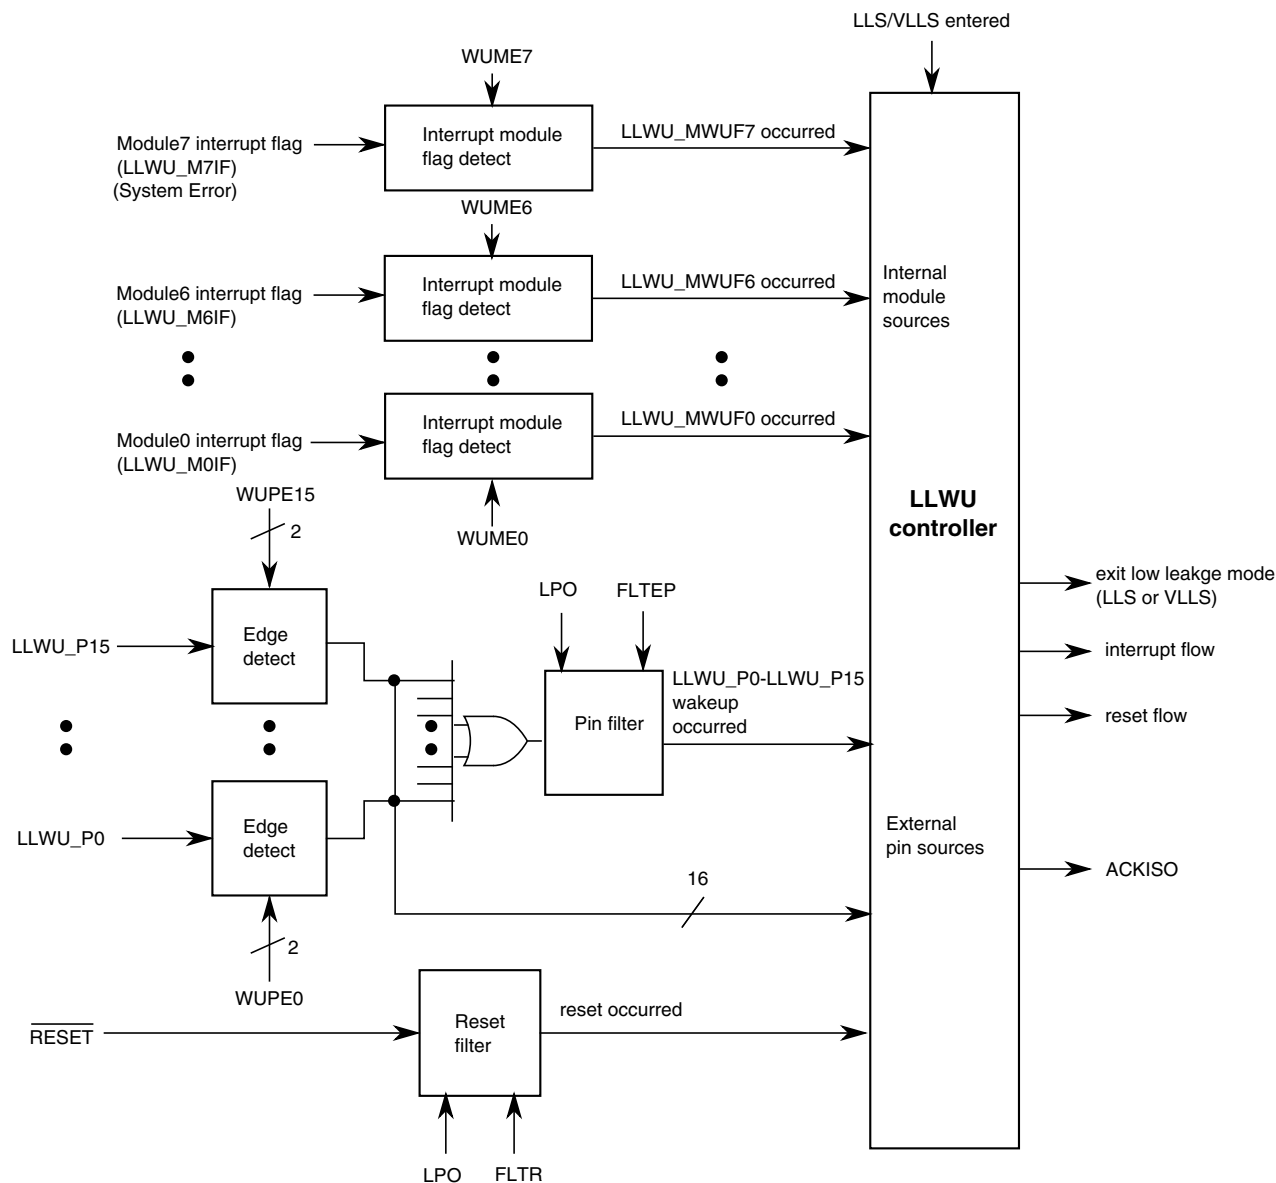 LLS/VLLS entered
WUME7
Module7 interrupt flag
(LLWU_M7IF)
(System Error)
Interrupt module
flag detect
LLWU_MWUF7 occurred
WUME6
Module6 interrupt flag
(LLWU_M6IF)
Interrupt module
flag detect
LLWU_MWUF6 occurred
Internal
module
sources
Module0 interrupt flag
(LLWU_M0IF)
Interrupt module
flag detect
LLWU_MWUF0 occurred
WUME0
LLWU
controller
WUPE15
2
LLWU_P15
Edge
detect
LPO
FLTEP
Pin filter
LLWU_P0-LLWU_P15
wakeup
occurred
exit low leakge mode
(LLS or VLLS)
interrupt flow
reset flow
LLWU_P0
Edge
detect
2
WUPE0
External
pin sources
16
ACKISO
RESET
Reset
filter
reset occurred
LPO
FLTR